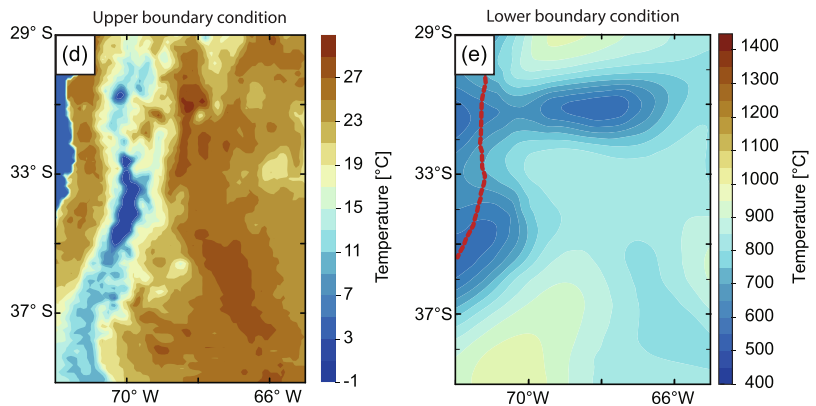 Upper boundary condition
Lower boundary condition
(d)
(e)
29° S
33° S
37° S
70° W
66° W
27
23
19
15
11
7
3
-1
Temperature [°C]
29°S
33°S
37°S
70°W
66°W
1400
1300
1200
1100
1000
900
800
700
600
500
400
Temperature [°C]